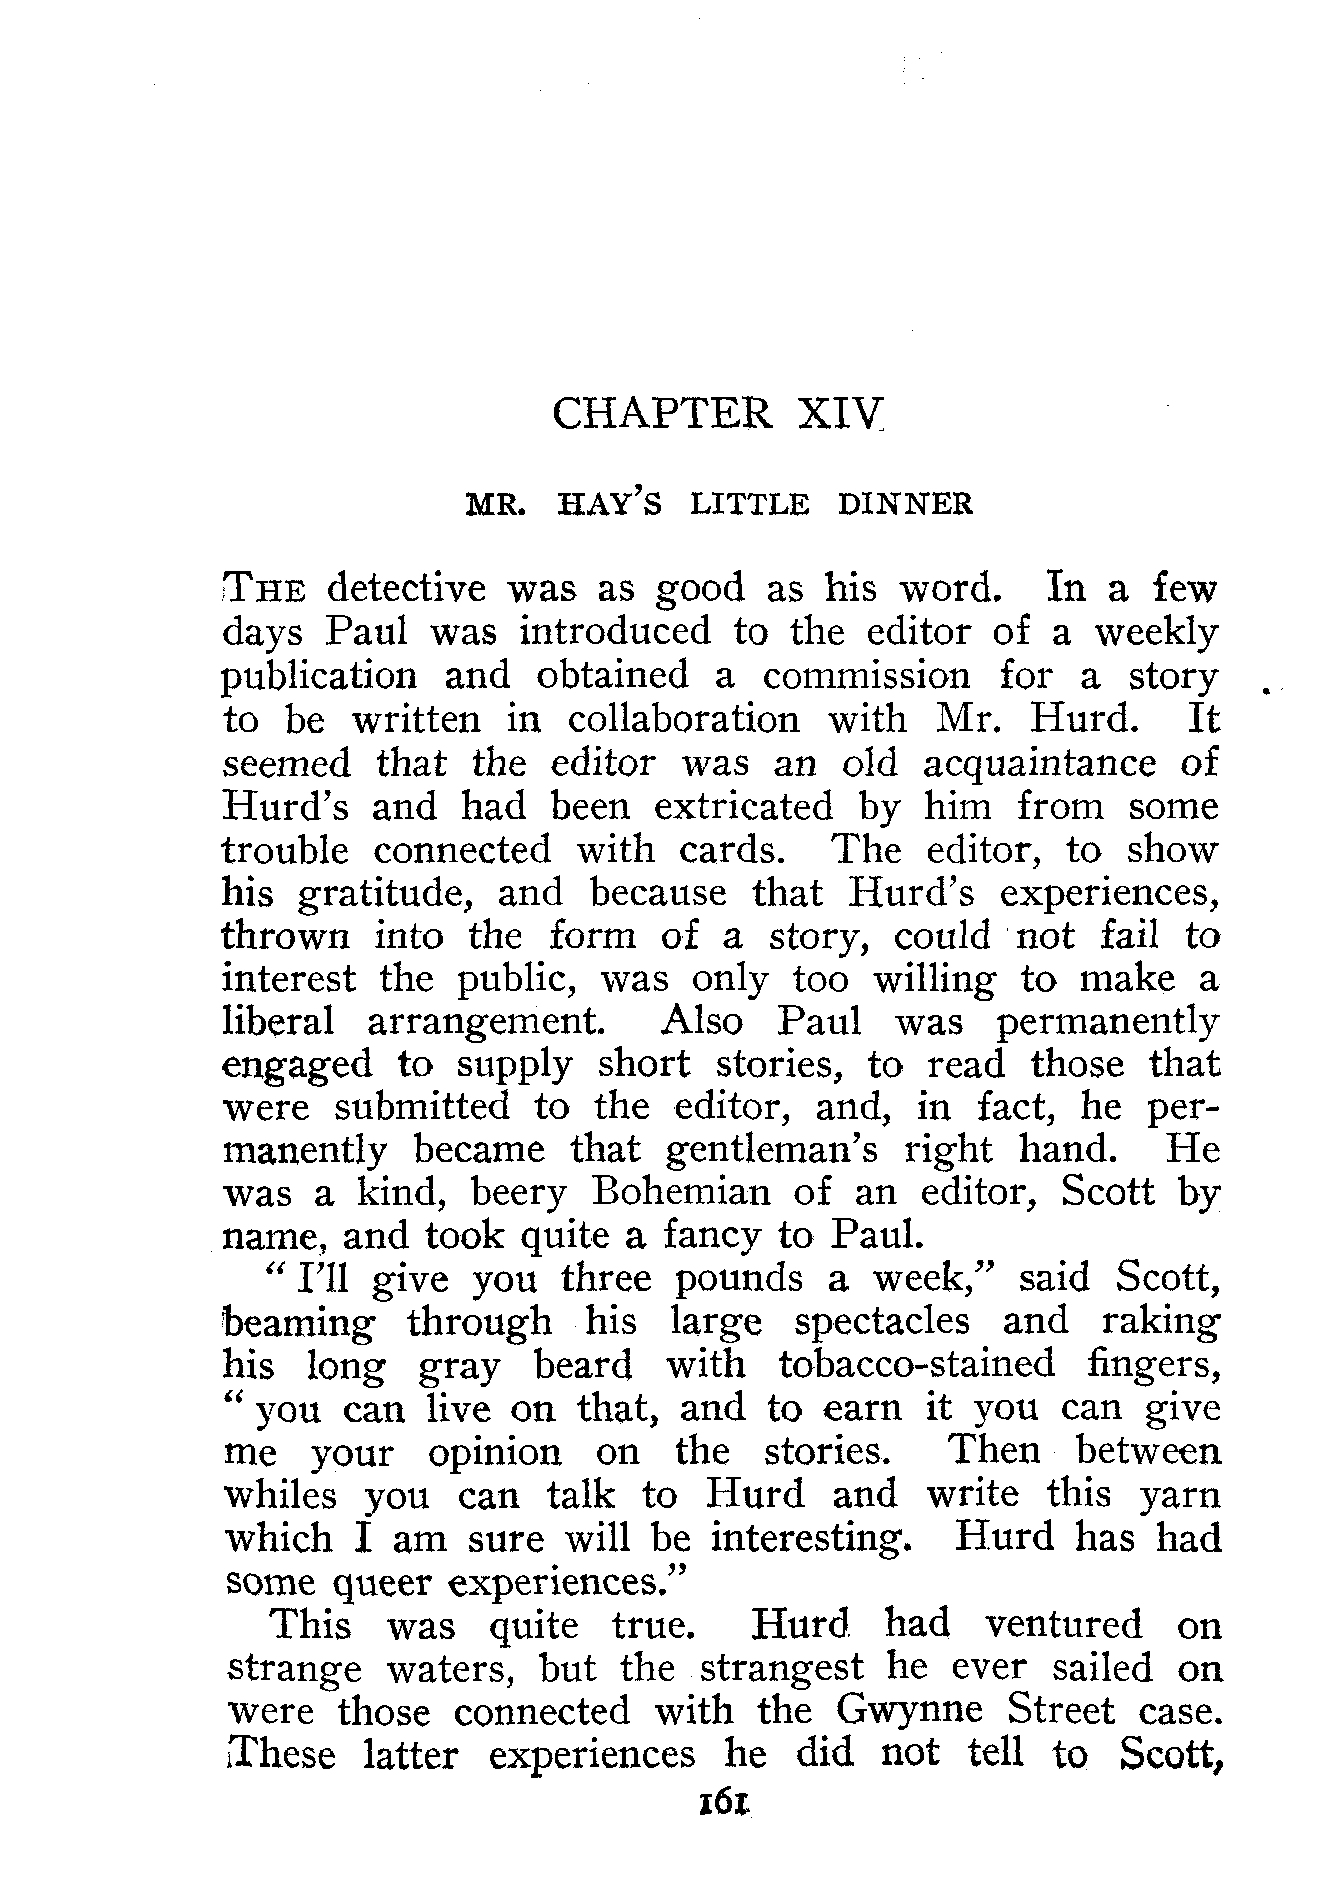 CHAPTER XIV
MR. HAY'S LITTLE DINNER
THE detective was as good as his word. In a few
days Paul was introduced to the editor of a weekly
publication and obtained a commission for a story
to be written in collaboration with Mr. Hurd. It
seemed that the editor was an old acquaintance of
Hurd's and had been extricated by him from some
trouble connected with cards. The editor, to show
his gratitude, and because that Hurd's experiences,
thrown into the form of a story, could not fail to
interest the public, was only too willing to make a
liberal arrangement. Also Paul was permanently
engaged to supply short stories, to read those that
were submitted to the editor, and, in fact, he per-
manently became that gentleman's right hand. He
was a kind, beery Bohemian of an editor, Scott by
name, and took quite a fancy to Paul.
"I'll give you three pounds a week," said Scott,
beaming through his large spectacles and raking
his long gray beard with tobacco-stained fingers,
"you can live on that, and to earn it you can give
me your opinion on the stories. Then between
whiles you can talk to Hurd and write this yarn
which I am sure will be interesting. Hurd has had
some queer experiences."
This was quite true. Hurd had ventured on
strange waters, but the strangest he ever sailed on
were those connected with the Gwynne Street case.
These latter experiences he did not tell to Scott,
161